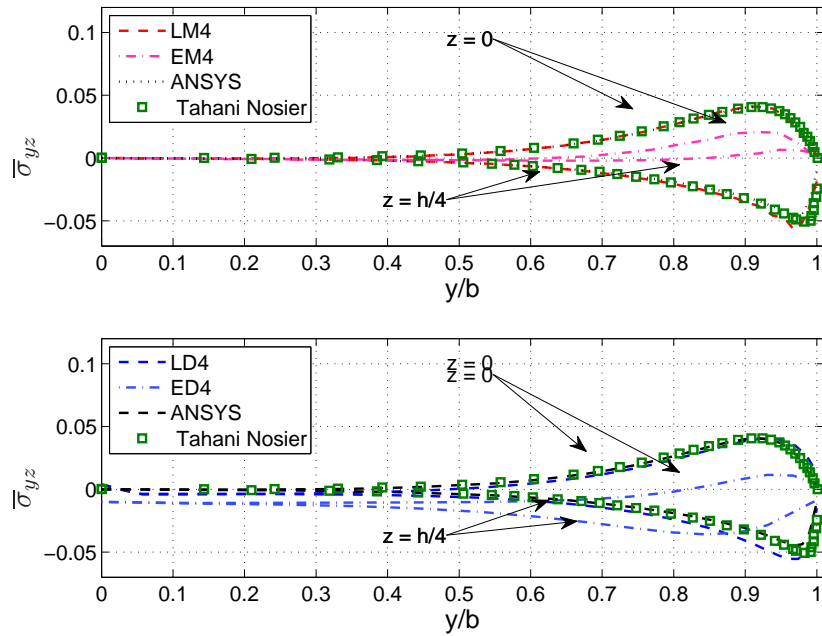 0.1
0.05
0
−0.05
σ̅yz
LM4
EM4
ANSYS
Tahani Nosier
z = 0
z = h/4
0 0.1 0.2 0.3 0.4 0.5 0.6 0.7 0.8 0.9 1
y/b
0.1
0.05
0
−0.05
σ̅yz
LD4
ED4
ANSYS
Tahani Nosier
z = 0
z = 0
z = h/4
0 0.1 0.2 0.3 0.4 0.5 0.6 0.7 0.8 0.9 1
y/b